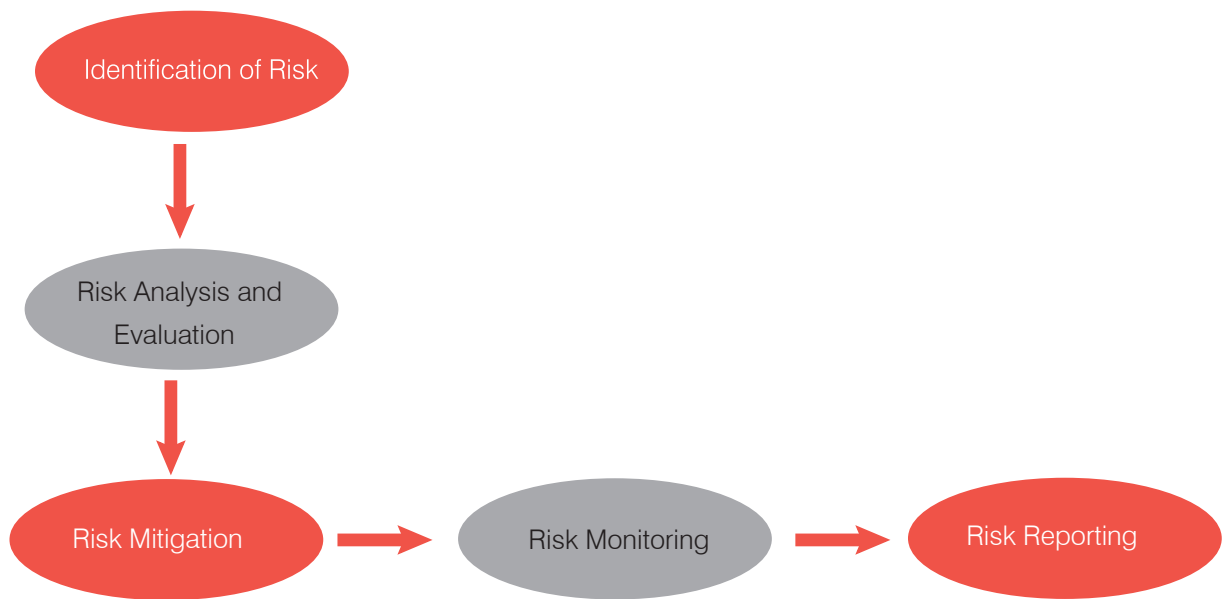 Identification of Risk
Risk Analysis and
Evaluation
Risk Mitigation
Risk Monitoring
Risk Reporting